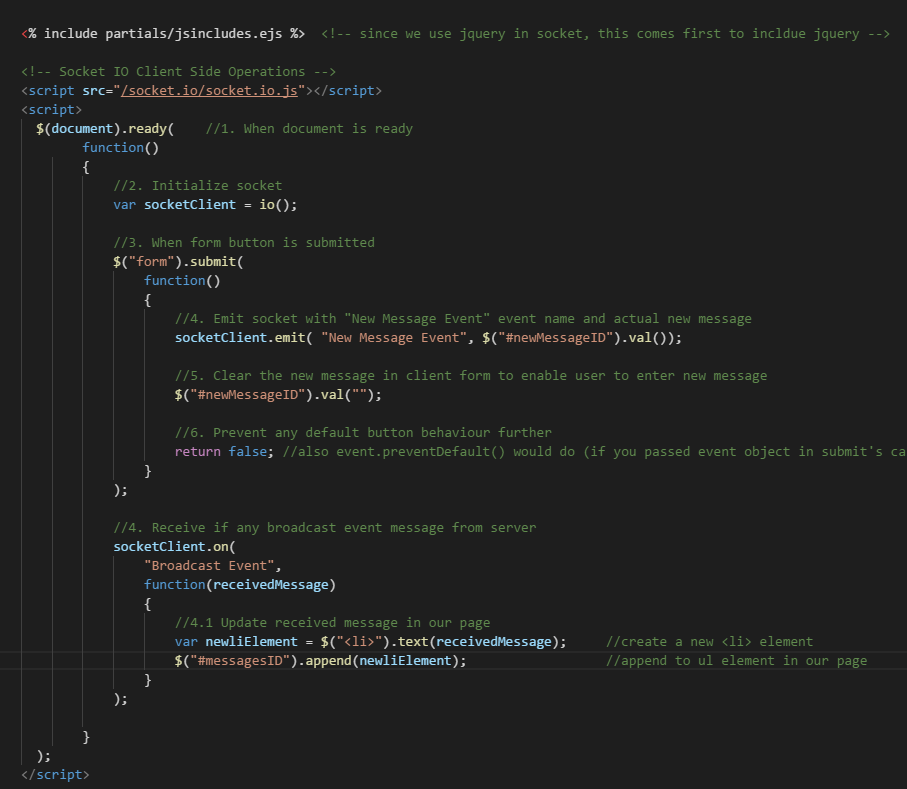 <% include partials/jsincludes.ejs %>  <!-- since we use jquery in socket, this comes first to incldue jquery -->
<!-- Socket IO Client Side Operations -->
<script src="/socket.io/socket.io.js"></script>
<script>
$(document).ready(    //1. When document is ready
function()
{
//2. Initialize socket
var socketClient = io();
//3. When form button is submitted
$("form").submit(
function()
{
//4. Emit socket with "New Message Event" event name and actual new message
socketClient.emit( "New Message Event", $("#newMessageID").val());
//5. Clear the new message in client form to enable user to enter new message
$("#newMessageID").val("");
//6. Prevent any default button behaviour further
return false; //also event.preventDefault() would do (if you passed event object in submit's ca
}
);
//4. Receive if any broadcast event message from server
socketClient.on(
"Broadcast Event",
function(receivedMessage)
{
//4.1 Update received message in our page
var newliElement = $("<li>").text(receivedMessage);     //create a new <li> element
$("#messagesID").append(newliElement);                  //append to ul element in our page
}
);
}
);
</script>